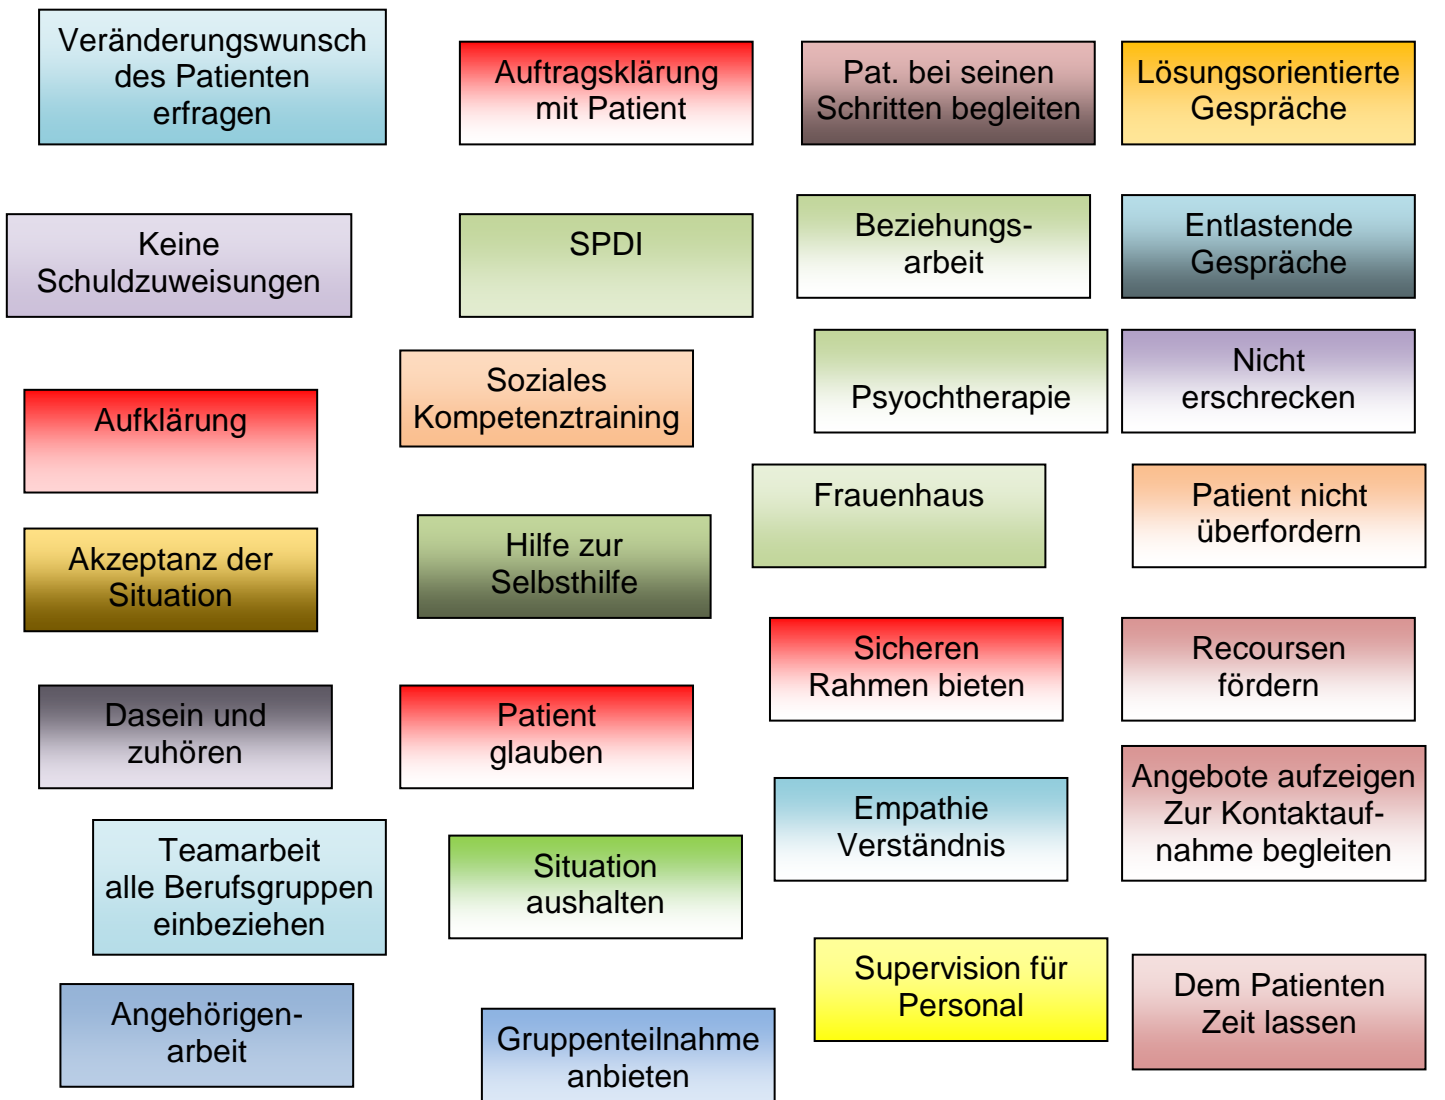 Veränderungswunsch
des Patienten
erfragen
Auftragsklärung
mit Patient
Pat. bei seinen
Schritten begleiten
Lösungsorientierte
Gespräche
Keine
Schuldzuweisungen
SPDI
Beziehungs-
arbeit
Entlastende
Gespräche
Aufklärung
Soziales
Kompetenztraining
Psyochtherapie
Nicht
erschrecken
Akzeptanz der
Situation
Hilfe zur
Selbsthilfe
Frauenhaus
Patient nicht
überfordern
Dasein und
zuhören
Patient
glauben
Sicheren
Rahmen bieten
Recoursen
fördern
Teamarbeit
alle Berufsgruppen
einbeziehen
Situation
aushalten
Empathie
Verständnis
Angebote aufzeigen
Zur Kontaktauf-
nahme begleiten
Angehörigen-
arbeit
Gruppenteilnahme
anbieten
Supervision für
Personal
Dem Patienten
Zeit lassen